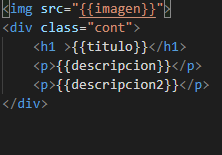 <img src="{{imagen}}">
<div class="cont">
    <h1 >{{titulo}}</h1>
    <p>{{descripcion}}</p>
    <p>{{descripcion2}}</p>
</div>